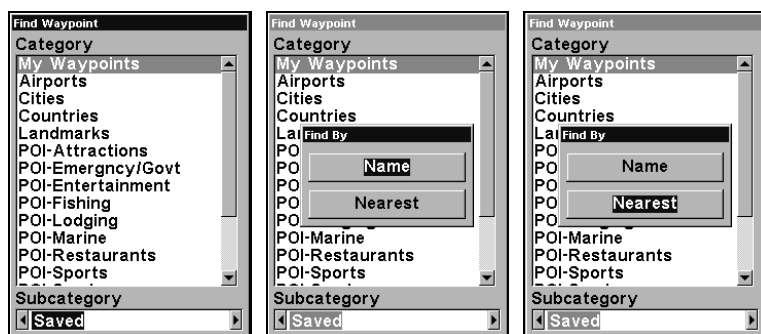 Find Waypoint
Category
My Waypoints
Airports
Cities
Countries
Landmarks
POI-Attractions
POI-Emergncy/Govt
POI-Entertainment
POI-Fishing
POI-Lodging
POI-Marine
POI-Restaurants
POI-Sports
Subcategory
Saved
Find Waypoint
Category
My Waypoints
Airports
Cities
Countries
Find By
Name
Nearest
POI-Marine
POI-Restaurants
POI-Sports
Subcategory
Saved
Find Waypoint
Category
My Waypoints
Airports
Cities
Countries
Find By
Name
Nearest
POI-Marine
POI-Restaurants
POI-Sports
Subcategory
Saved